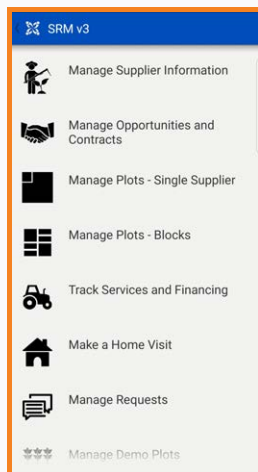 SRM v3
Manage Supplier Information
Manage Opportunities and
Contracts
Manage Plots - Single Supplier
Manage Plots - Blocks
Track Services and Financing
Make a Home Visit
Manage Requests
Manage Demo Plots